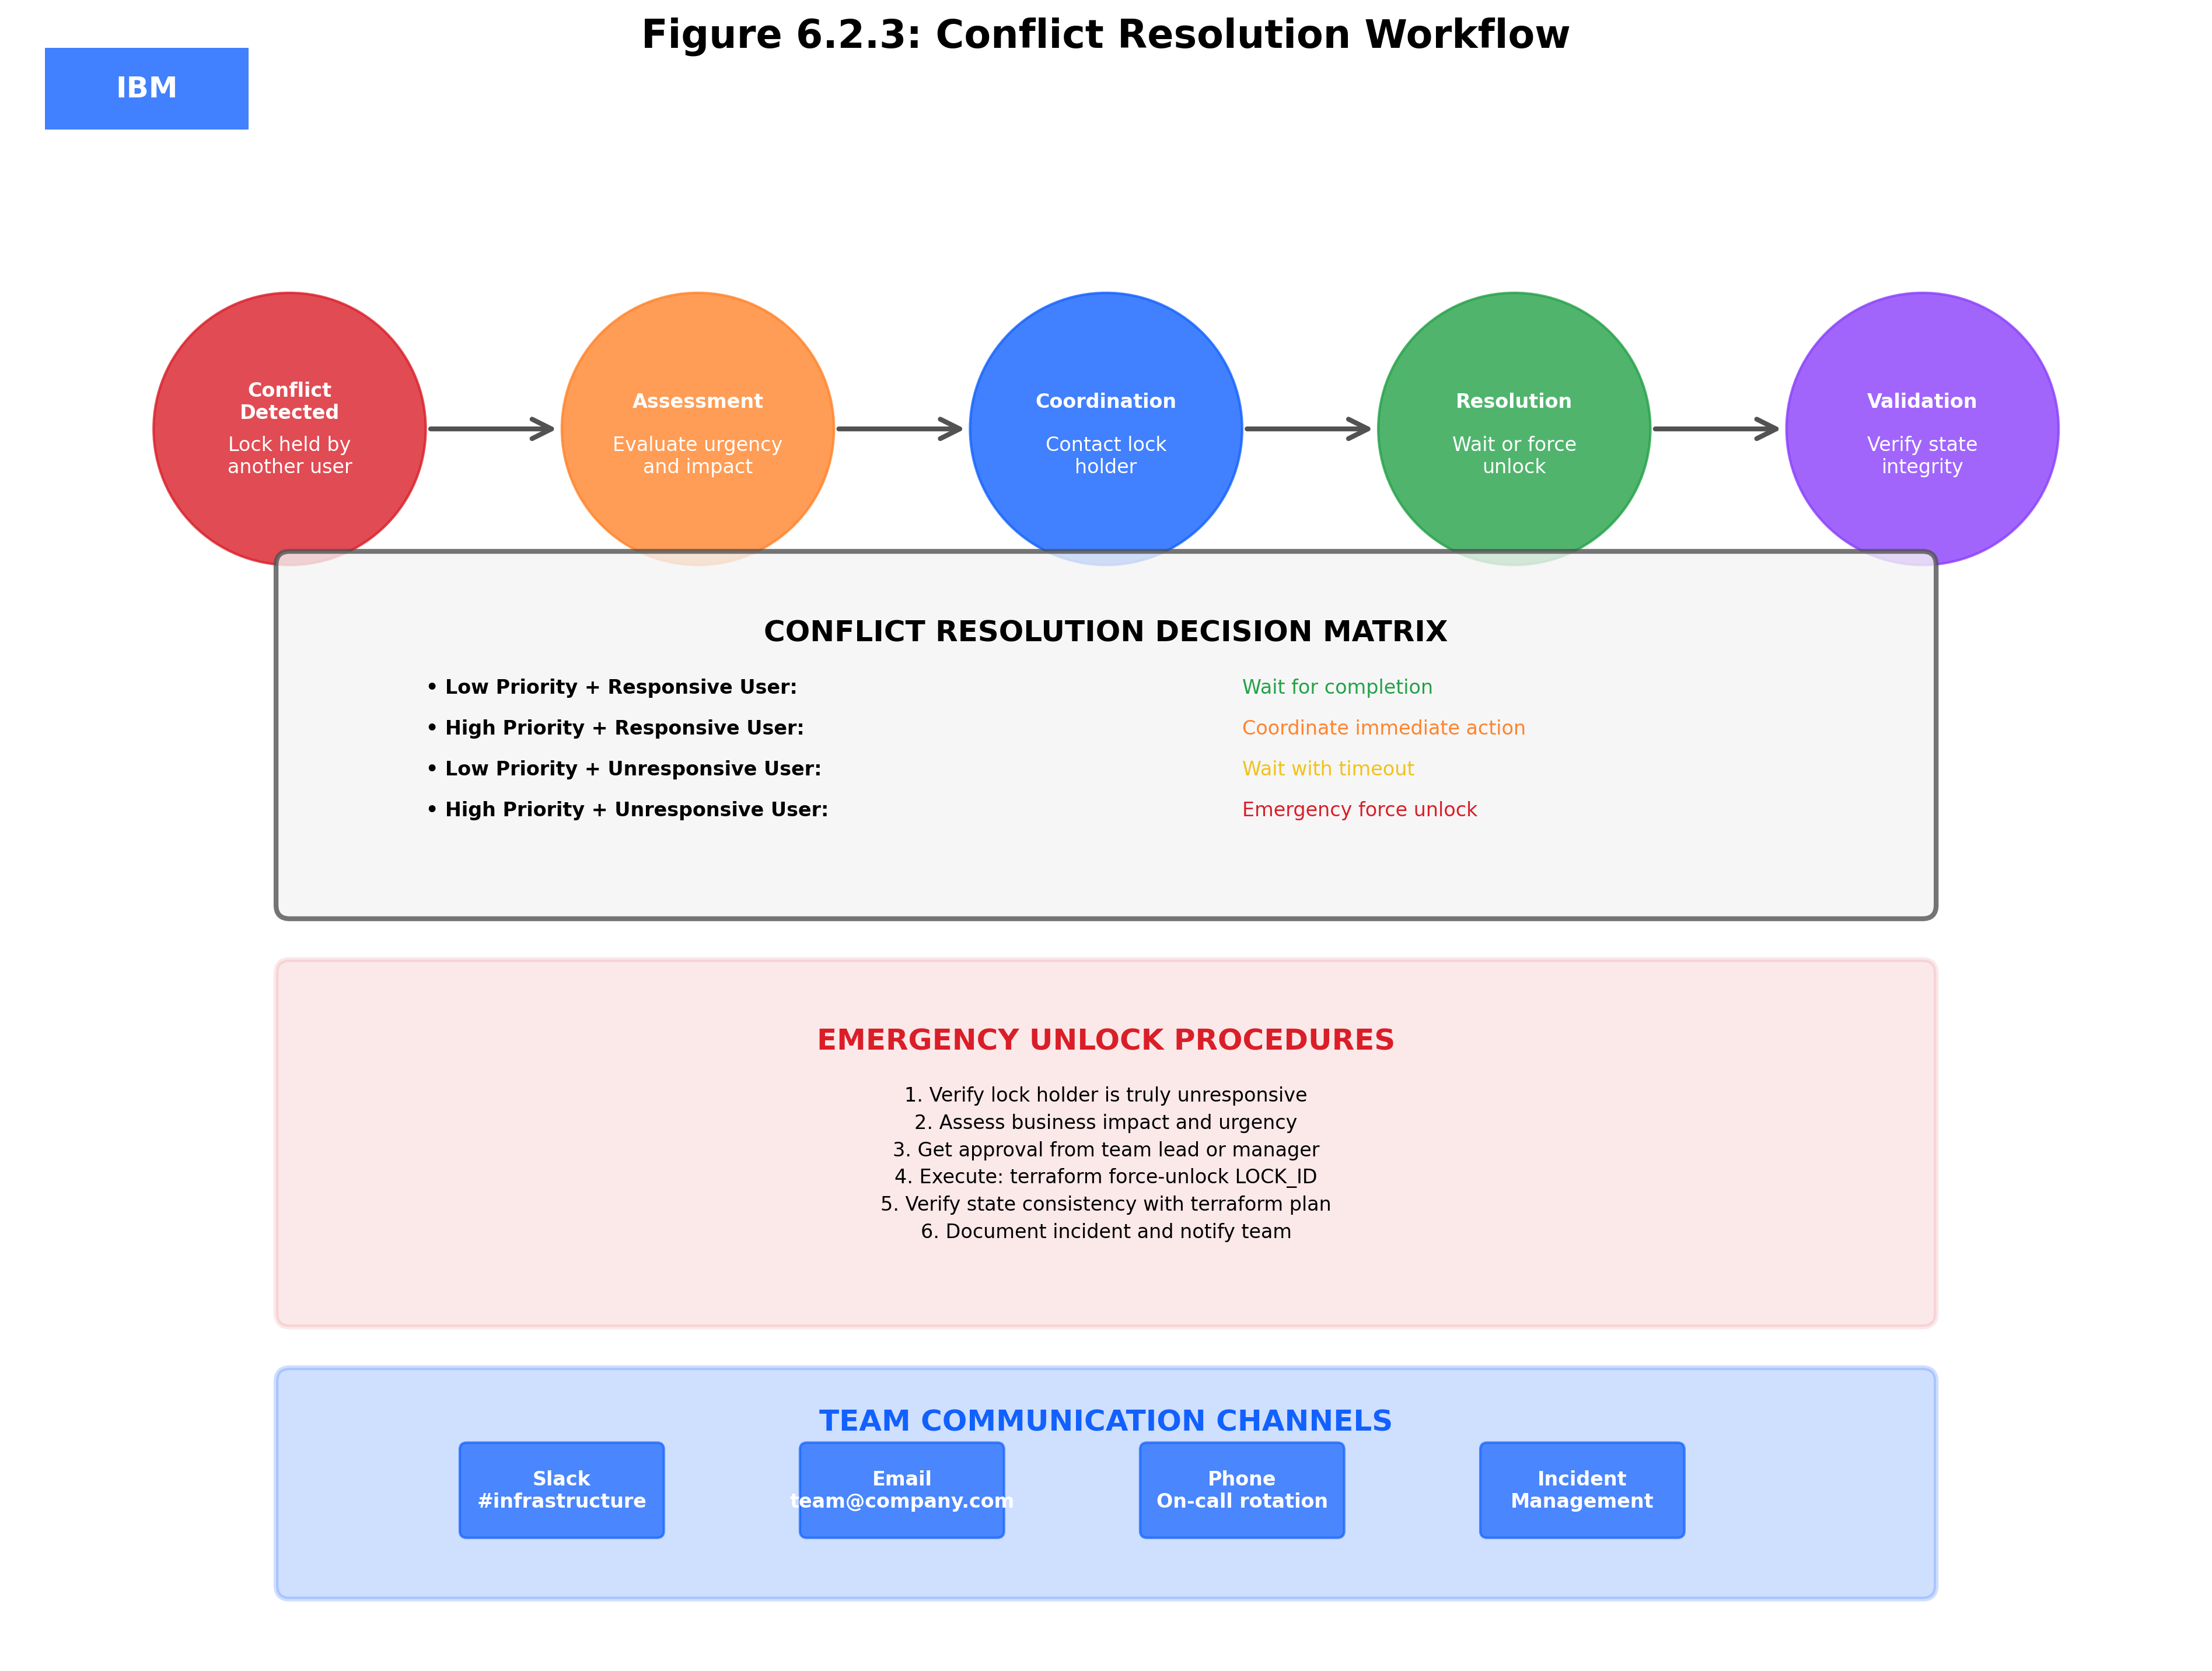 Figure 6.2.3: Conflict Resolution Workflow
IBM
Conflict
Detected
Lock held by
another user
Assessment
Evaluate urgency
and impact
Coordination
Contact lock
holder
Resolution
Wait or force
unlock
Validation
Verify state
integrity
CONFLICT RESOLUTION DECISION MATRIX
• Low Priority + Responsive User: Wait for completion
• High Priority + Responsive User: Coordinate immediate action
• Low Priority + Unresponsive User: Wait with timeout
• High Priority + Unresponsive User: Emergency force unlock
EMERGENCY UNLOCK PROCEDURES
1. Verify lock holder is truly unresponsive
2. Assess business impact and urgency
3. Get approval from team lead or manager
4. Execute: terraform force-unlock LOCK_ID
5. Verify state consistency with terraform plan
6. Document incident and notify team
TEAM COMMUNICATION CHANNELS
Slack
#infrastructure
Email
team@company.com
Phone
On-call rotation
Incident
Management